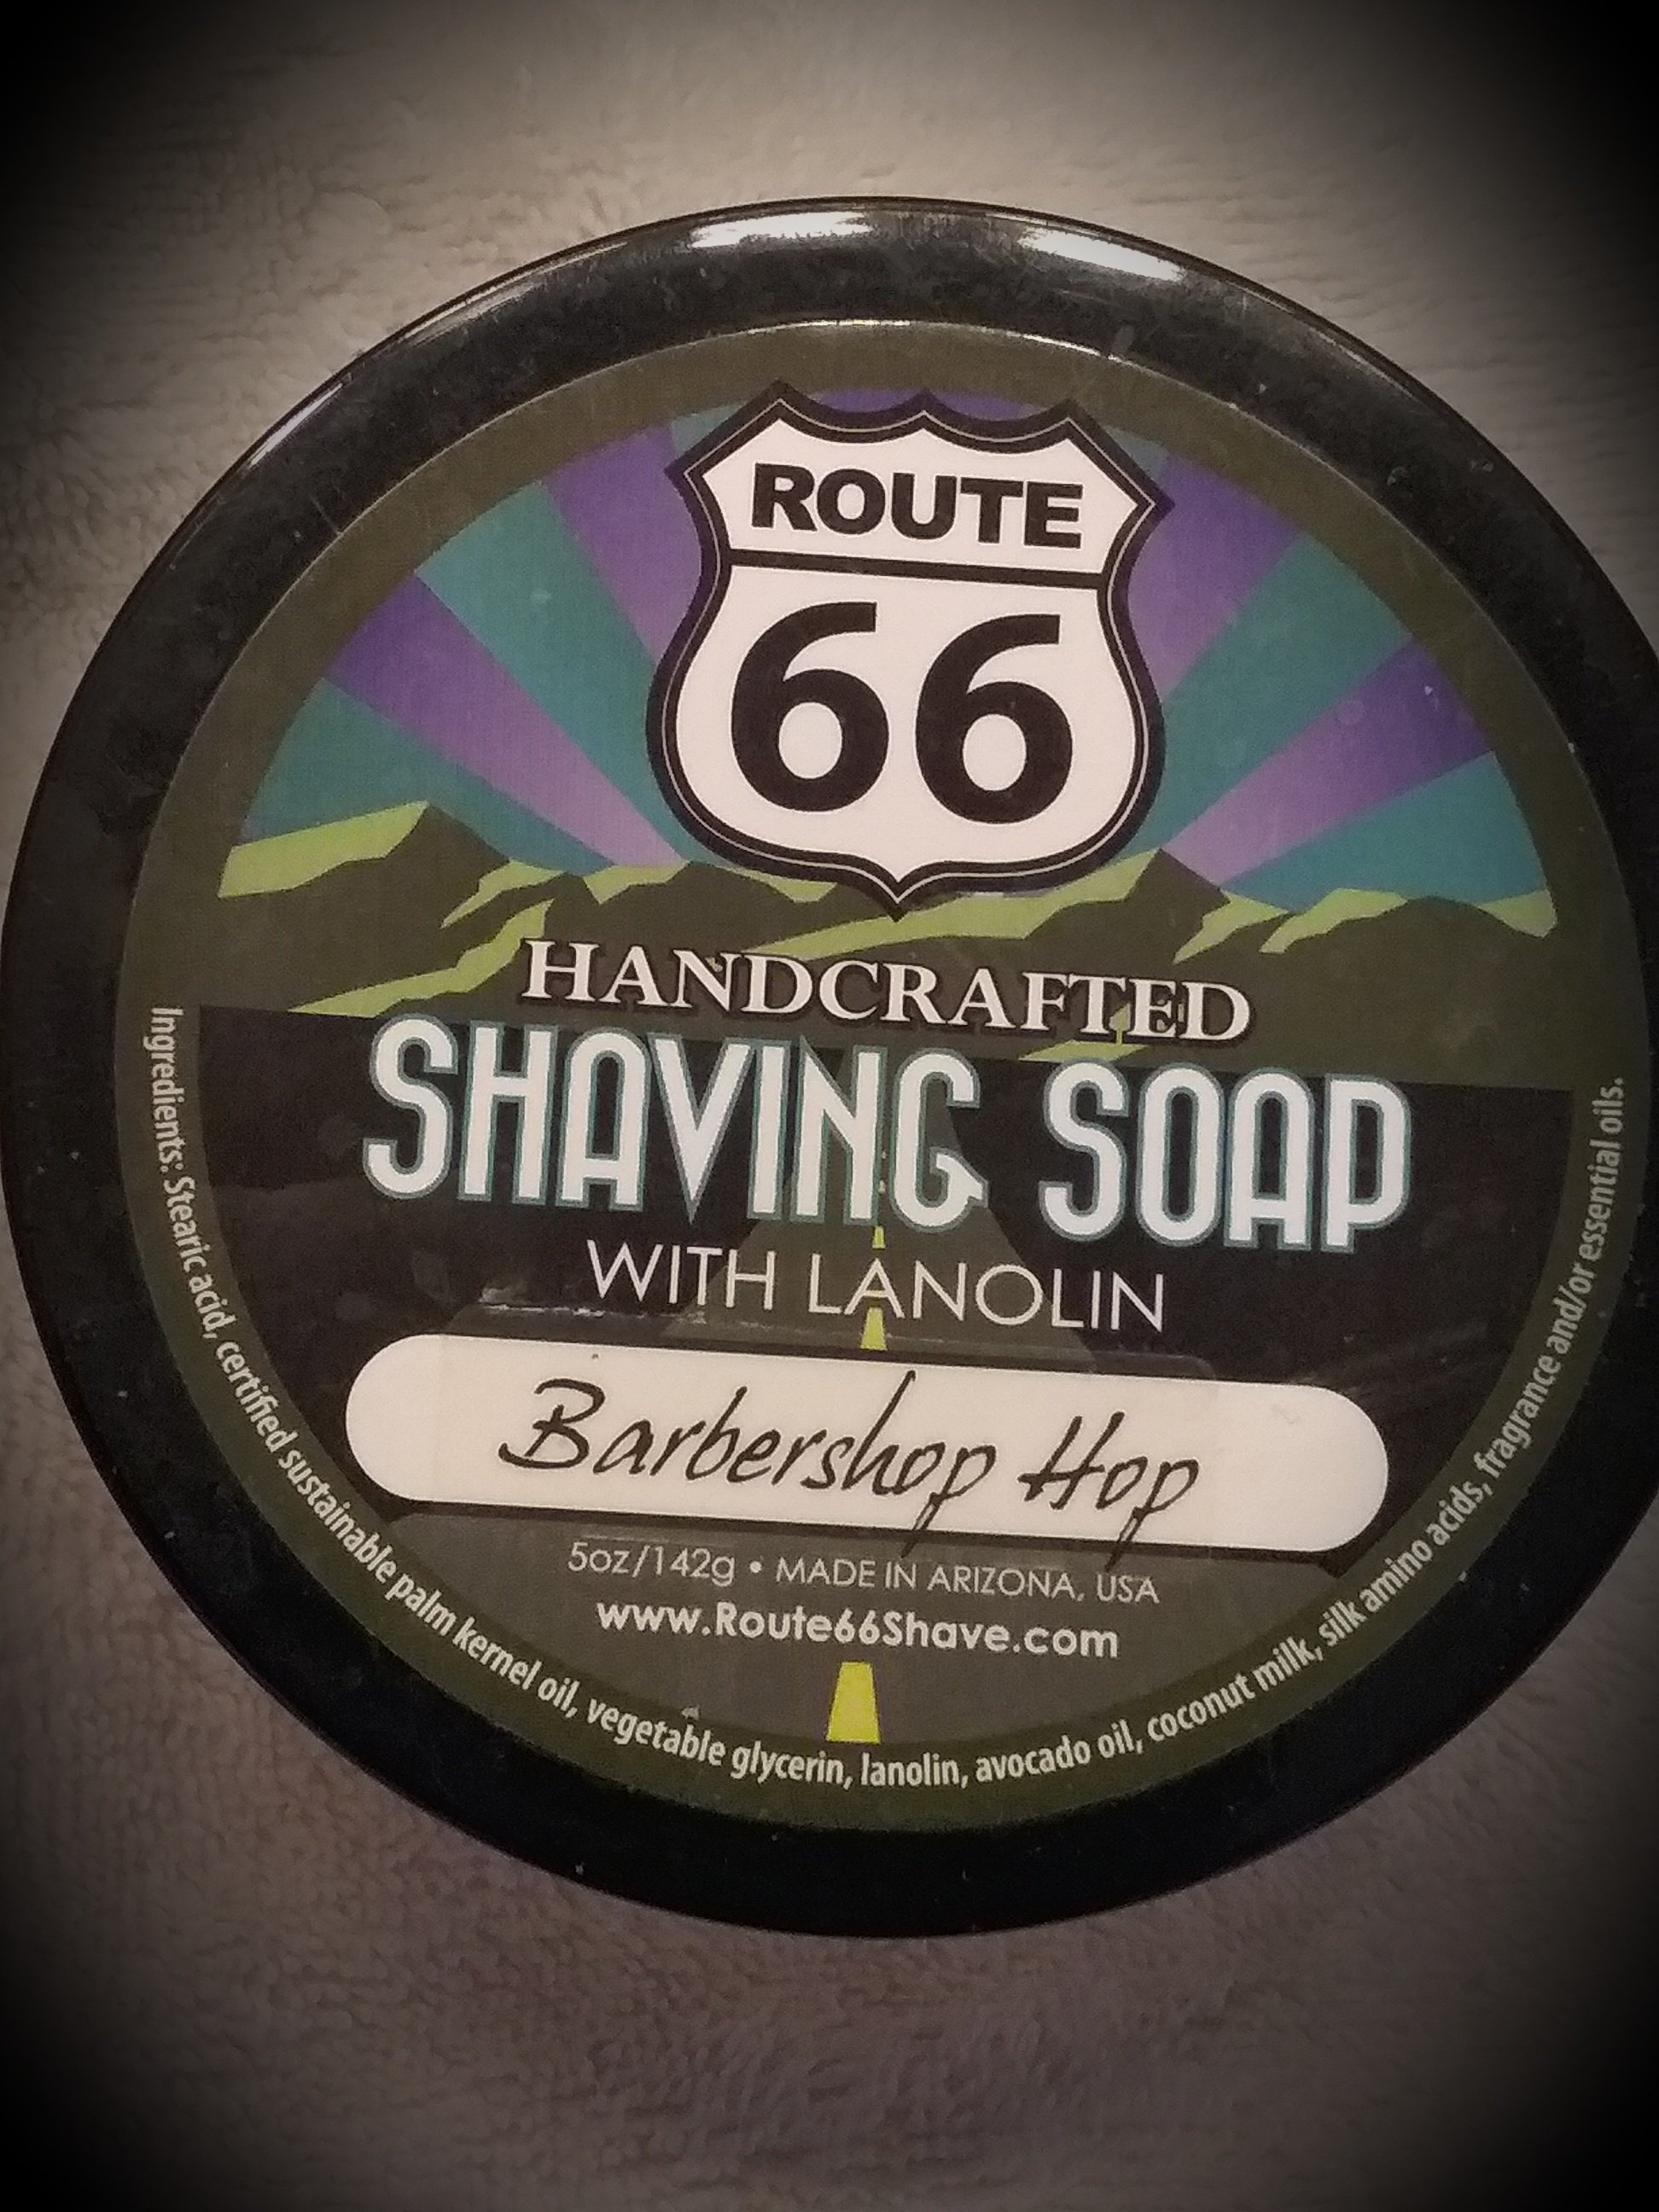 ROUTE
66
HANDCRAFTED
SHAVING SOAP
WITH LANOLIN
Barbershop Hop
5oz/142g • MADE IN ARIZONA, USA
www.Route66Shave.com
Ingredients: Stearic acid, certified sustainable palm kernel oil, vegetable glycerin, lanolin, avocado oil, coconut milk, silk amino acids, fragrance and/or essential oils.